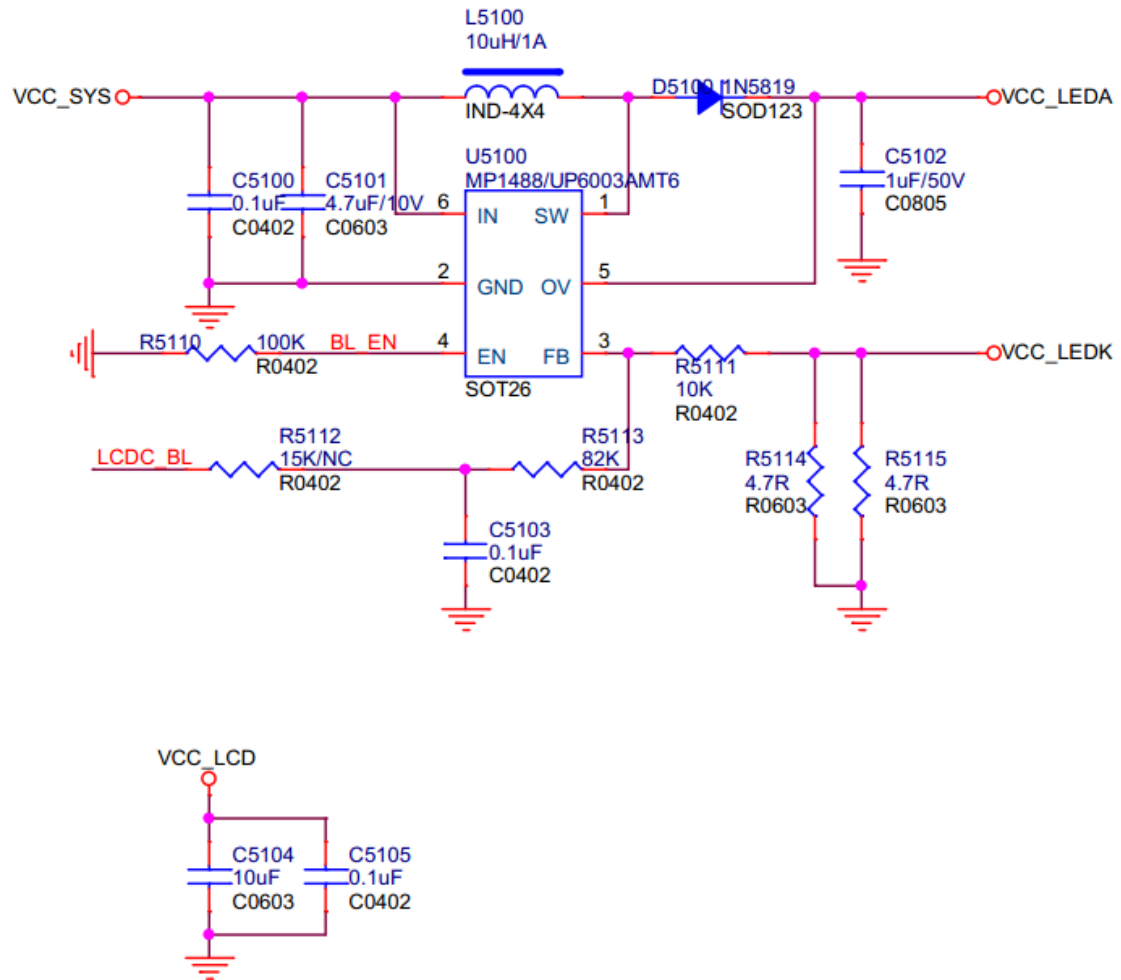 L5100
10uH/1A
VCC_SYS
IND-4X4
D5100
1N5819
SOD123
VCC_LEDA
C5100
0.1uF
C0402
C5101
4.7uF/10V
C0603
U5100
MP1488/UP6003AMT6
6
IN
SW
1
2
GND
OV
5
4
EN
FB
3
SOT26
C5102
1uF/50V
C0805
R5110
100K
R0402
BL_EN
R5111
10K
R0402
VCC_LEDK
LCDC_BL
R5112
15K/NC
R0402
R5113
82K
R0402
C5103
0.1uF
C0402
R5114
4.7R
R0603
R5115
4.7R
R0603
VCC_LCD
C5104
10uF
C0603
C5105
0.1uF
C0402